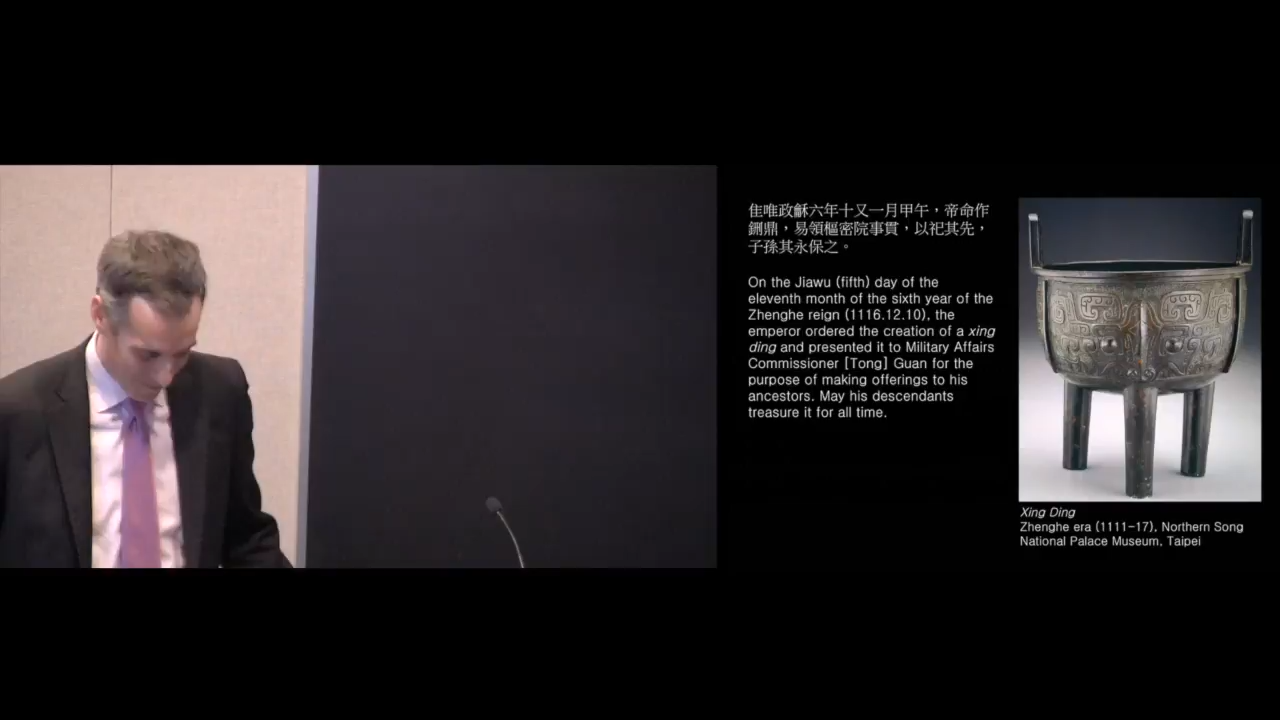 隹唯政龢六年十又一月甲午，帝命作
鉶鼎，易領樞密院事貫，以祀其先，
子孫其永保之。
On the Jiawu (fifth) day of the
eleventh month of the sixth year of the
Zhenghe reign (1116.12.10), the
emperor ordered the creation of a xing
ding and presented it to Military Affairs
Commissioner [Tong] Guan for the
purpose of making offerings to his
ancestors. May his descendants
treasure it for all time.
Xing Ding
Zhenghe era (1111-17), Northern Song
National Palace Museum, Taipei